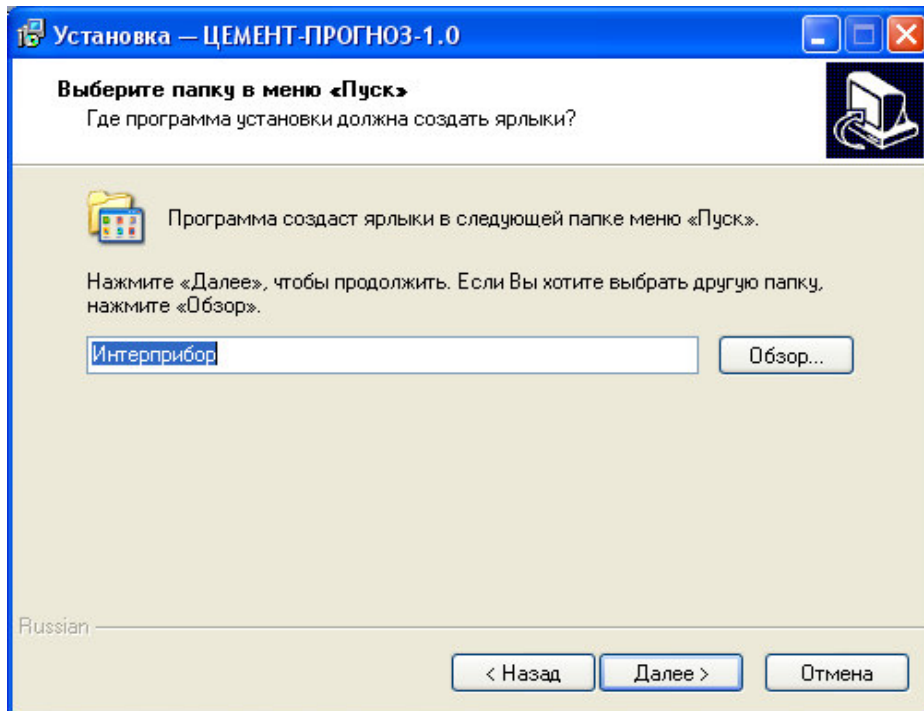 Установка — ЦЕМЕНТ-ПРОГНОЗ-1.0
Выберите папку в меню «Пуск»
Где программа установки должна создать ярлыки?
Программа создаст ярлыки в следующей папке меню «Пуск».
Нажмите «Далее», чтобы продолжить. Если Вы хотите выбрать другую папку,
нажмите «Обзор».
Интерприбор
Обзор...
Russian
< Назад
Далее >
Отмена